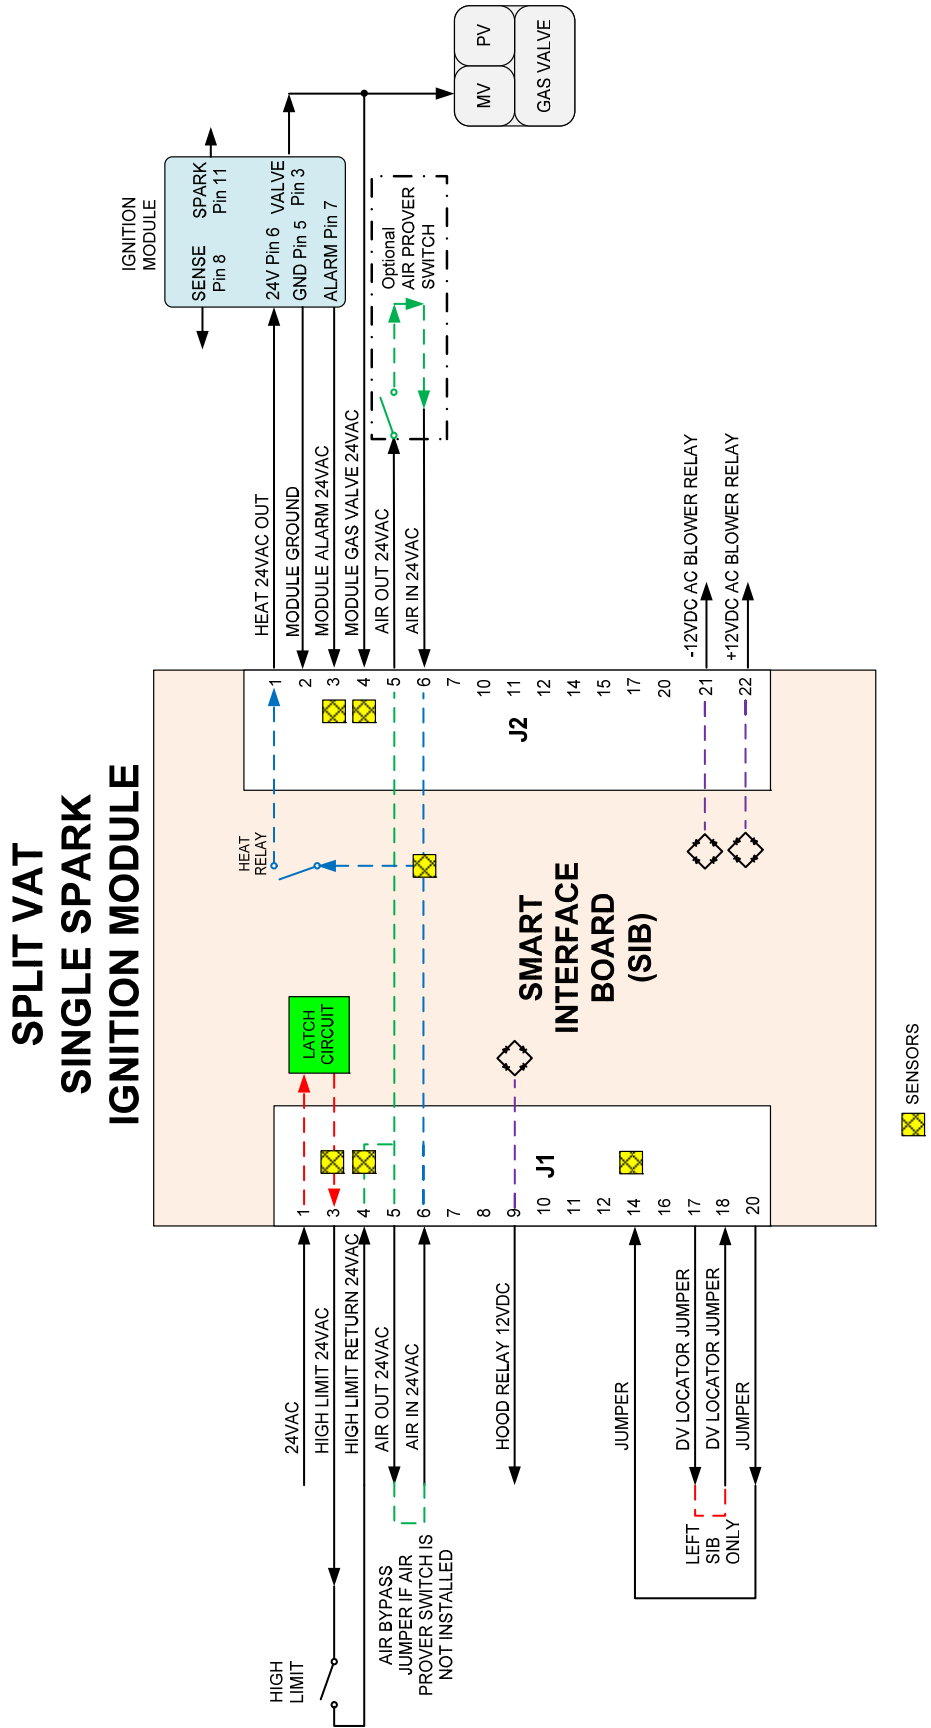 SPLIT VAT
SINGLE SPARK
IGNITION MODULE
HIGH
LIMIT
24VAC
HIGH LIMIT 24VAC
HIGH LIMIT RETURN 24VAC
AIR OUT 24VAC
AIR IN 24VAC
AIR BYPASS
JUMPER IF AIR
PROVER SWITCH IS
NOT INSTALLED
HOOD RELAY 12VDC
JUMPER
DV LOCATOR JUMPER
DV LOCATOR JUMPER
JUMPER
LEFT
SIB
ONLY
1
3
4
5
6
7
8
9
10
11
12
14
16
17
18
20
J1
LATCH
CIRCUIT
HEAT
RELAY
SMART
INTERFACE
BOARD
(SIB)
J2
1
2
3
4
5
6
7
10
11
12
14
15
17
20
21
22
HEAT 24VAC OUT
MODULE GROUND
MODULE ALARM 24VAC
MODULE GAS VALVE 24VAC
AIR OUT 24VAC
AIR IN 24VAC
-12VDC AC BLOWER RELAY
+12VDC AC BLOWER RELAY
IGNITION
MODULE
SENSE
Pin 8
SPARK
Pin 11
24V Pin 6
VALVE
Pin 3
GND Pin 5
ALARM Pin 7
Optional
AIR PROVER
SWITCH
MV
PV
GAS VALVE
SENSORS